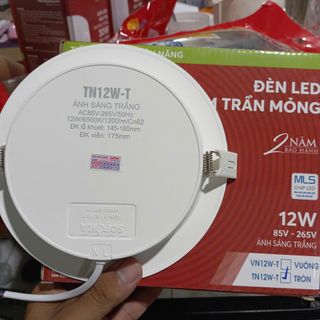 TN12W-T
ÁNH SÁNG TRẮNG
AC85V-265V/50Hz
12W/6500K/1200lm/Cri82
ĐK lỗ khoét: 145-160mm
ĐK viền: 175mm
SOFORA
L N
ĐÈN LED
TRẦN MỎNG
2 NĂM
BẢO HÀNH
MLS
CHIP LED
12W
85V - 265V
ÁNH SÁNG TRẮNG
VN12W-T VUÔNG
TN12W-T TRÒN